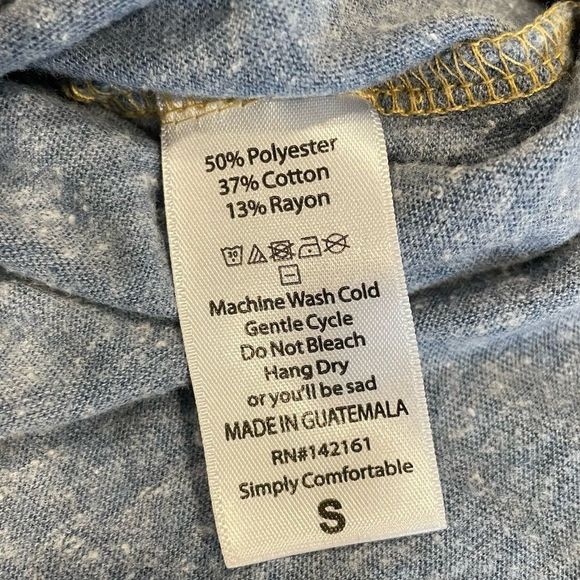 50% Polyester
37% Cotton
13% Rayon
30
Machine Wash Cold
Gentle Cycle
Do Not Bleach
Hang Dry
or you'll be sad
MADE IN GUATEMALA
RN#142161
Simply Comfortable
S